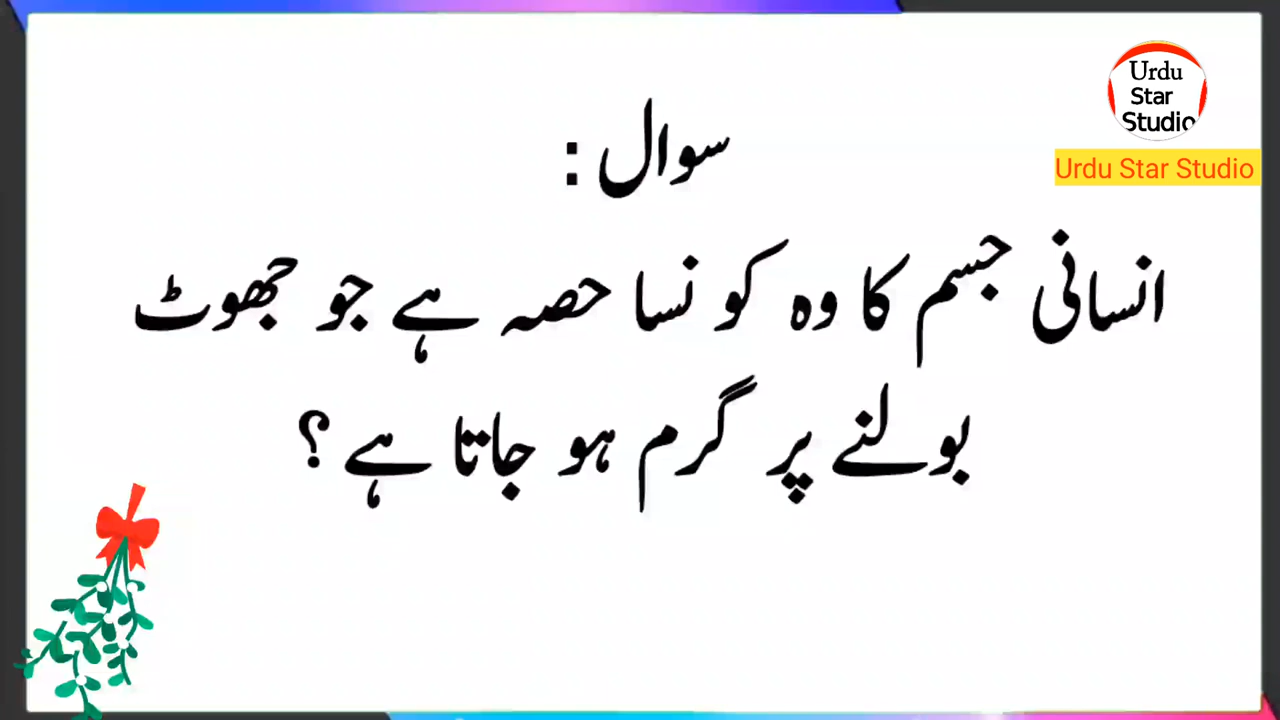 Urdu
Star
Studio
Urdu Star Studio
سوال :
انسانی جسم کا وہ کونسا حصہ ہے جو جھوٹ
بولنے پر گرم ہو جاتا ہے ؟